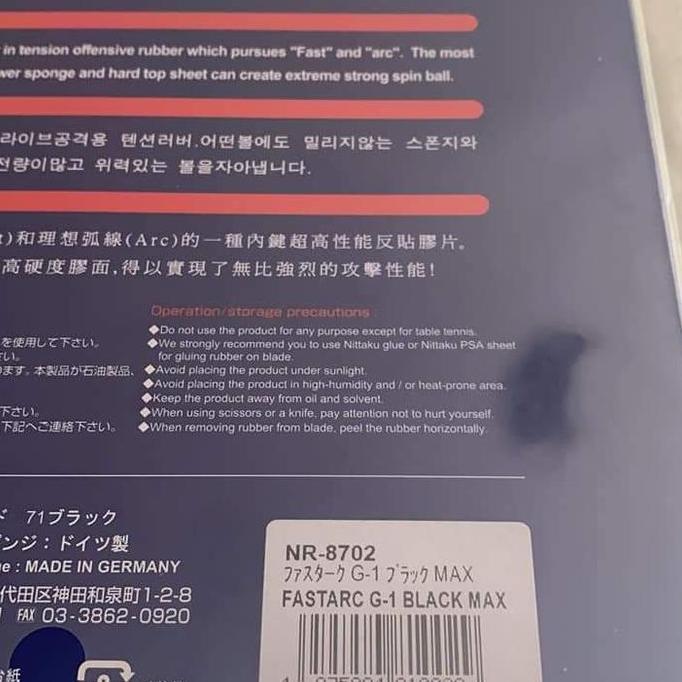 in tension offensive rubber which pursues "Fast" and "arc". The most
sponge and hard top sheet can create extreme strong spin ball.
라이브공격용 텐션러버.어떤볼에도 밀리지않는 스폰지와
전량이많고 위력있는 볼을자아냅니다.
)和理想弧線(Arc)的一種內鍵超高性能反貼膠片。
高硬度膠面,得以實現了無比強烈的攻擊性能!
Operation/storage precautions :
◆Do not use the product for any purpose except for table tennis.
を使用して下さい。 ◆We strongly recommend you to use Nittaku glue or Nittaku PSA sheet
さい。 for gluing rubber on blade.
ます。本製品が石油製品、 ◆Avoid placing the product under sunlight.
◆Avoid placing the product in high-humidity and / or heat-prone area.
◆Keep the product away from oil and solvent.
下さい。 ◆When using scissors or a knife, pay attention not to hurt yourself.
下記へご連絡下さい。 ◆When removing rubber from blade, peel the rubber horizontally.
ド 71ブラック
ンジ：ドイツ製
: MADE IN GERMANY
代田区神田和泉町1-2-8
FAX 03-3862-0920
台紙
NR-8702
ファスターク G-1 ブラック MAX
FASTARC G-1 BLACK MAX